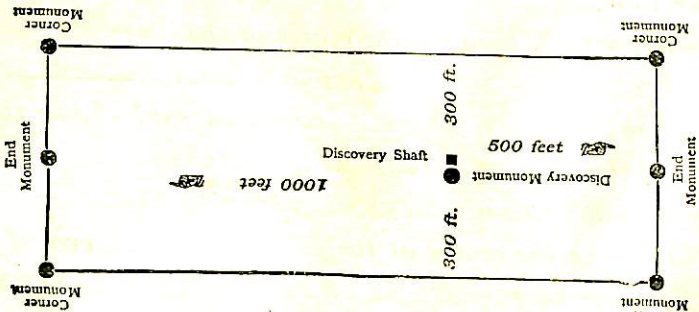 Corner
Monument
Corner
Monument
300 ft.
End
Monument
Discovery Shaft
500 feet
1000 feet
Discovery Monument
End
Monument
300 ft.
Corner
Monument
Monument